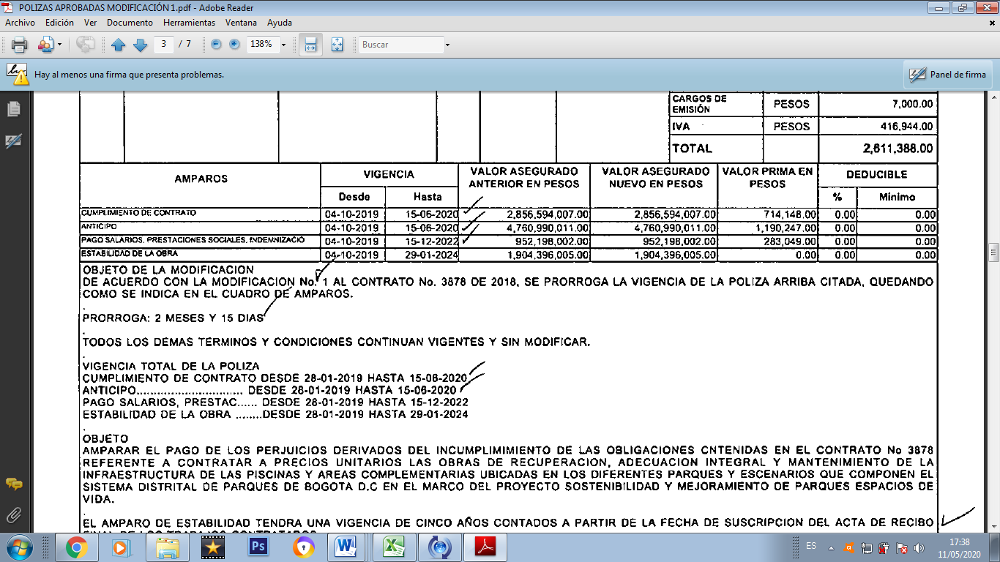 POLIZAS APROBADAS MODIFICACIÓN 1.pdf - Adobe Reader
Archivo Edición Ver Documento Herramientas Ventana Ayuda
3 / 7 138% Buscar
Hay al menos una firma que presenta problemas. Panel de firma
CARGOS DE EMISIÓN PESOS 7,000.00
IVA PESOS 416,944.00
TOTAL 2,611,388.00
AMPAROS VIGENCIA VALOR ASEGURADO ANTERIOR EN PESOS VALOR ASEGURADO NUEVO EN PESOS VALOR PRIMA EN PESOS DEDUCIBLE
Desde Hasta % Minimo
CUMPLIMIENTO DE CONTRATO 04-10-2019 15-06-2020 2,856,594,007.00 2,856,594,007.00 714,148.00 0.00 0.00
ANTICIPO 04-10-2019 15-06-2020 4,760,990,011.00 4,760,990,011.00 1,190,247.00 0.00 0.00
PAGO SALARIOS, PRESTACIONES SOCIALES, INDEMNIZACIO 04-10-2019 15-12-2022 952,198,002.00 952,198,002.00 283,049.00 0.00 0.00
ESTABILIDAD DE LA OBRA 04-10-2019 29-01-2024 1,904,396,005.00 1,904,396,005.00 0.00 0.00 0.00
OBJETO DE LA MODIFICACION
DE ACUERDO CON LA MODIFICACION No. 1 AL CONTRATO No. 3878 DE 2018, SE PRORROGA LA VIGENCIA DE LA POLIZA ARRIBA CITADA, QUEDANDO
COMO SE INDICA EN EL CUADRO DE AMPAROS.
.
PRORROGA: 2 MESES Y 15 DIAS
.
TODOS LOS DEMAS TERMINOS Y CONDICIONES CONTINUAN VIGENTES Y SIN MODIFICAR.
.
VIGENCIA TOTAL DE LA POLIZA
CUMPLIMIENTO DE CONTRATO DESDE 28-01-2019 HASTA 15-06-2020
ANTICIPO............................. DESDE 28-01-2019 HASTA 15-06-2020
PAGO SALARIOS, PRESTAC...... DESDE 28-01-2019 HASTA 15-12-2022
ESTABILIDAD DE LA OBRA ........DESDE 28-01-2019 HASTA 29-01-2024
.
OBJETO
AMPARAR EL PAGO DE LOS PERJUICIOS DERIVADOS DEL INCUMPLIMIMIENTO DE LAS OBLIGACIONES CNTENIDAS EN EL CONTRATO No 3878
REFERENTE A CONTRATAR A PRECIOS UNITARIOS LAS OBRAS DE RECUPERACION, ADECUACION INTEGRAL Y MANTENIMIENTO DE LA
INFRAESTRUCTURA DE LAS PISCINAS Y AREAS COMPLEMENTARIAS UBICADAS EN LOS DIFERENTES PARQUES Y ESCENARIOS QUE COMPONEN EL
SISTEMA DISTRITAL DE PARQUES DE BOGOTA D.C EN EL MARCO DEL PROYECTO SOSTENIBILIDAD Y MEJORAMIENTO DE PARQUES ESPACIOS DE
VIDA.
.
EL AMPARO DE ESTABILIDAD TENDRA UNA VIGENCIA DE CINCO AÑOS CONTADOS A PARTIR DE LA FECHA DE SUSCRIPCION DEL ACTA DE RECIBO
Ps W X ES 17:38
11/05/2020